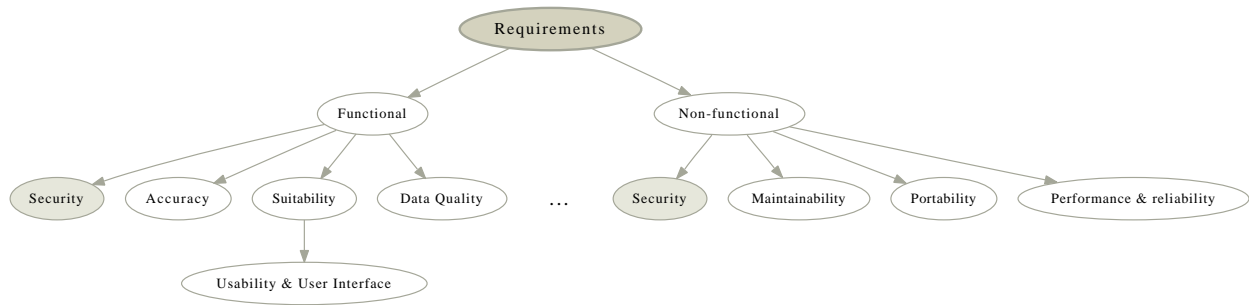 Requirements
Functional
Non-functional
Security
Accuracy
Suitability
Data Quality
...
Security
Maintainability
Portability
Performance & reliability
Usability & User Interface